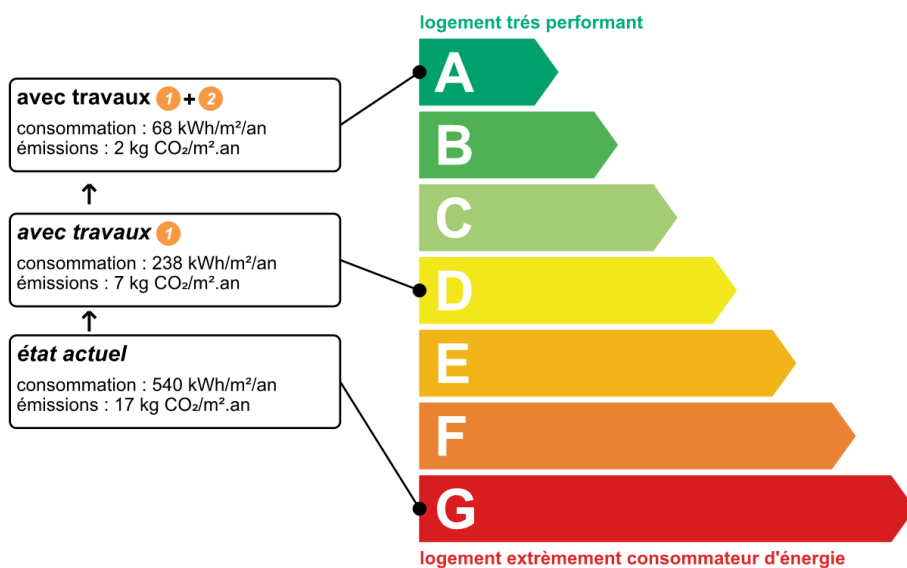 logement trés performant
A
avec travaux 1 + 2
consommation : 68 kWh/m²/an
émissions : 2 kg CO₂/m².an
B
↑
C
avec travaux 1
consommation : 238 kWh/m²/an
émissions : 7 kg CO₂/m².an
D
↑
état actuel
consommation : 540 kWh/m²/an
émissions : 17 kg CO₂/m².an
E
F
G
logement extrèmement consommateur d'énergie